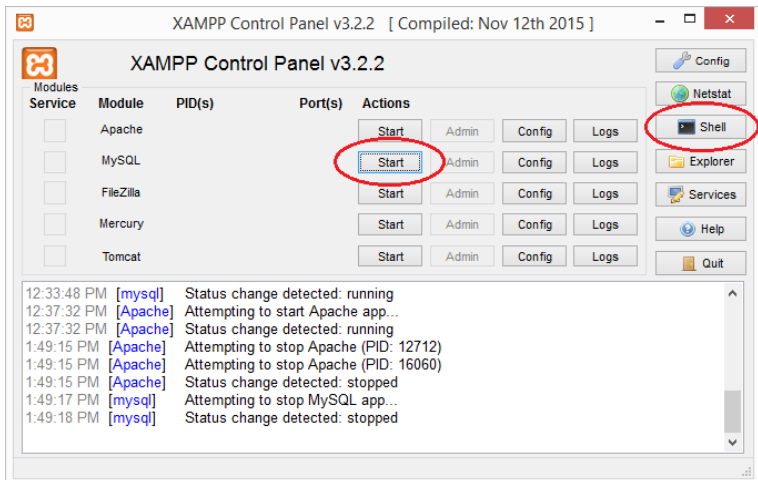 XAMPP Control Panel v3.2.2 [ Compiled: Nov 12th 2015 ]
XAMPP Control Panel v3.2.2
Config
Modules
Netstat
Service Module PID(s) Port(s) Actions
Apache Start Admin Config Logs
Shell
MySQL Start Admin Config Logs
Explorer
FileZilla Start Admin Config Logs
Services
Mercury Start Admin Config Logs
Help
Tomcat Start Admin Config Logs
Quit
12:33:48 PM [mysql] Status change detected: running
12:37:32 PM [Apache] Attempting to start Apache app...
12:37:32 PM [Apache] Status change detected: running
1:49:15 PM [Apache] Attempting to stop Apache (PID: 12712)
1:49:15 PM [Apache] Attempting to stop Apache (PID: 16060)
1:49:15 PM [Apache] Status change detected: stopped
1:49:17 PM [mysql] Attempting to stop MySQL app...
1:49:18 PM [mysql] Status change detected: stopped